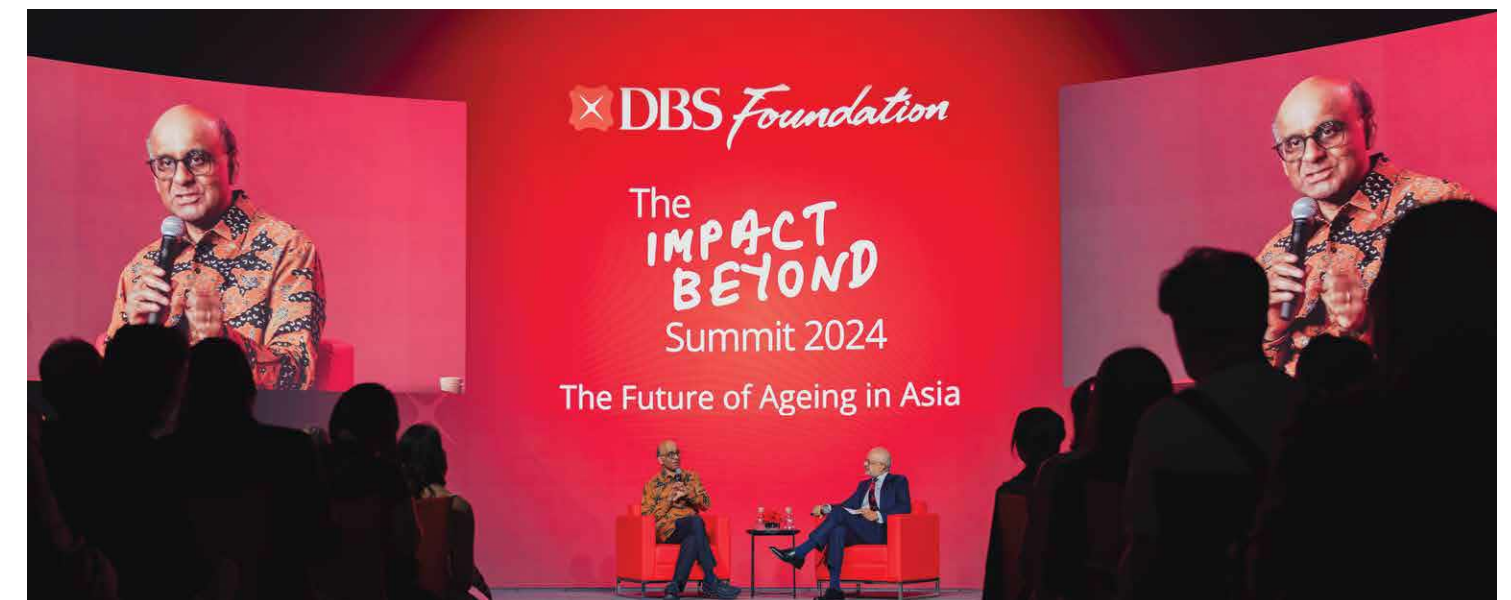 DBS Foundation
The
IMPACT
BEYOND
Summit 2024
The Future of Ageing in Asia